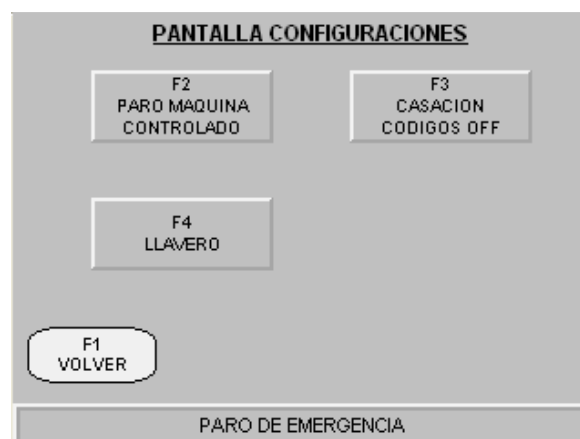 PANTALLA CONFIGURACIONES
F2
PARO MAQUINA
CONTROLADO
F3
CASACION
CODIGOS OFF
F4
LLAVERO
F1
VOLVER
PARO DE EMERGENCIA